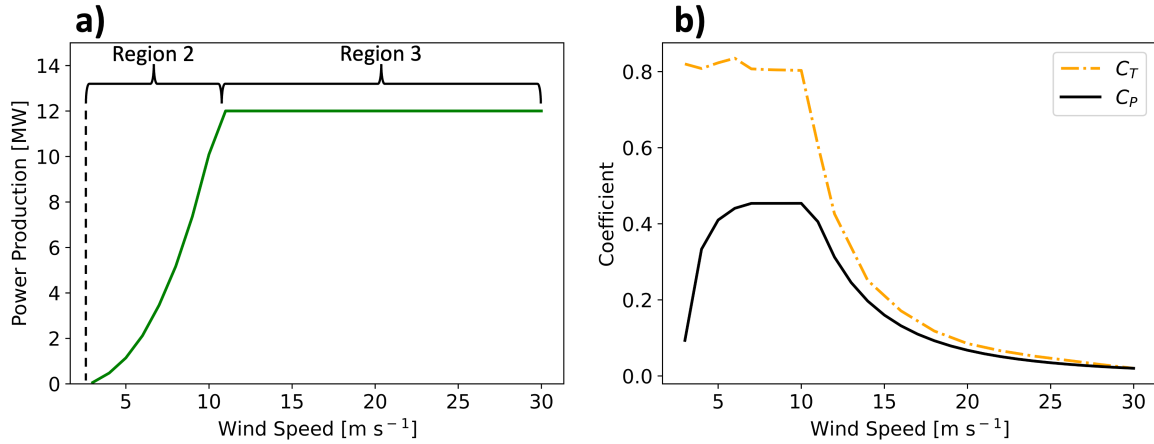 a)
Region 2
Region 3
14
12
10
8
6
4
2
0
Power Production [MW]
5
10
15
20
25
30
Wind Speed [m s⁻¹]
b)
C_T
C_P
0.8
0.6
0.4
0.2
0.0
Coefficient
5
10
15
20
25
30
Wind Speed [m s⁻¹]